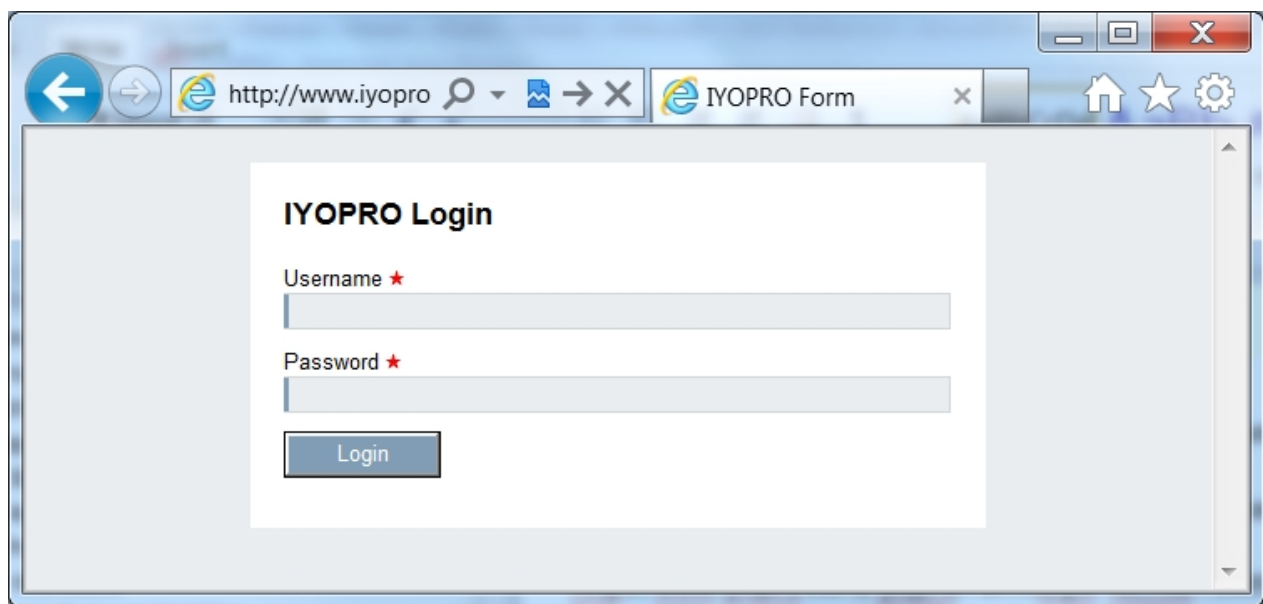 http://www.iyopro
IYOPRO Form
IYOPRO Login
Username ★
Password ★
Login